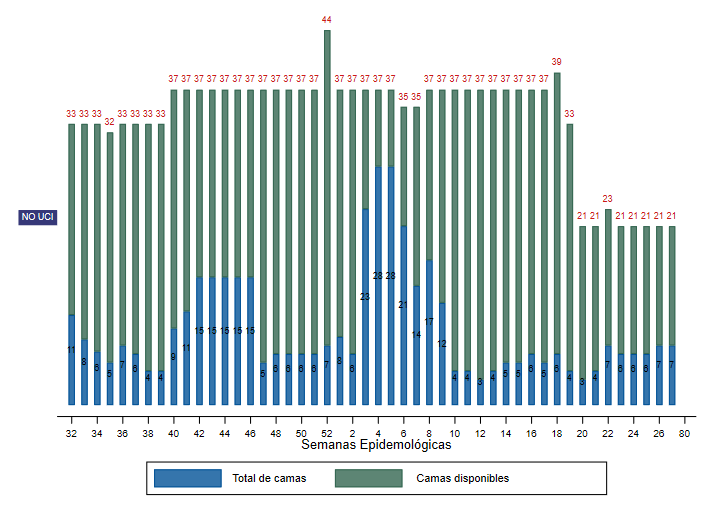 44
39
37 37 37 37 37 37 37 37 37 37 37 37 37 37 37 37 37 37 37 37 37 37 37 37 37 37
35 35
33 33 33 32 33 33 33 33 33
23
21 21 21 21 21 21 21
NO UCI
11 8 6 5 7 6 4 4 9 11 15 15 15 15 15 5 6 6 6 6 7 8 6 23 28 28 21 14 17 12 4 4 3 4 5 5 6 5 6 4 3 4 7 6 6 6 7 7
32 34 36 38 40 42 44 46 48 50 52 2 4 6 8 10 12 14 16 18 20 22 24 26 80
Semanas Epidemológicas
Total de camas Camas disponibles